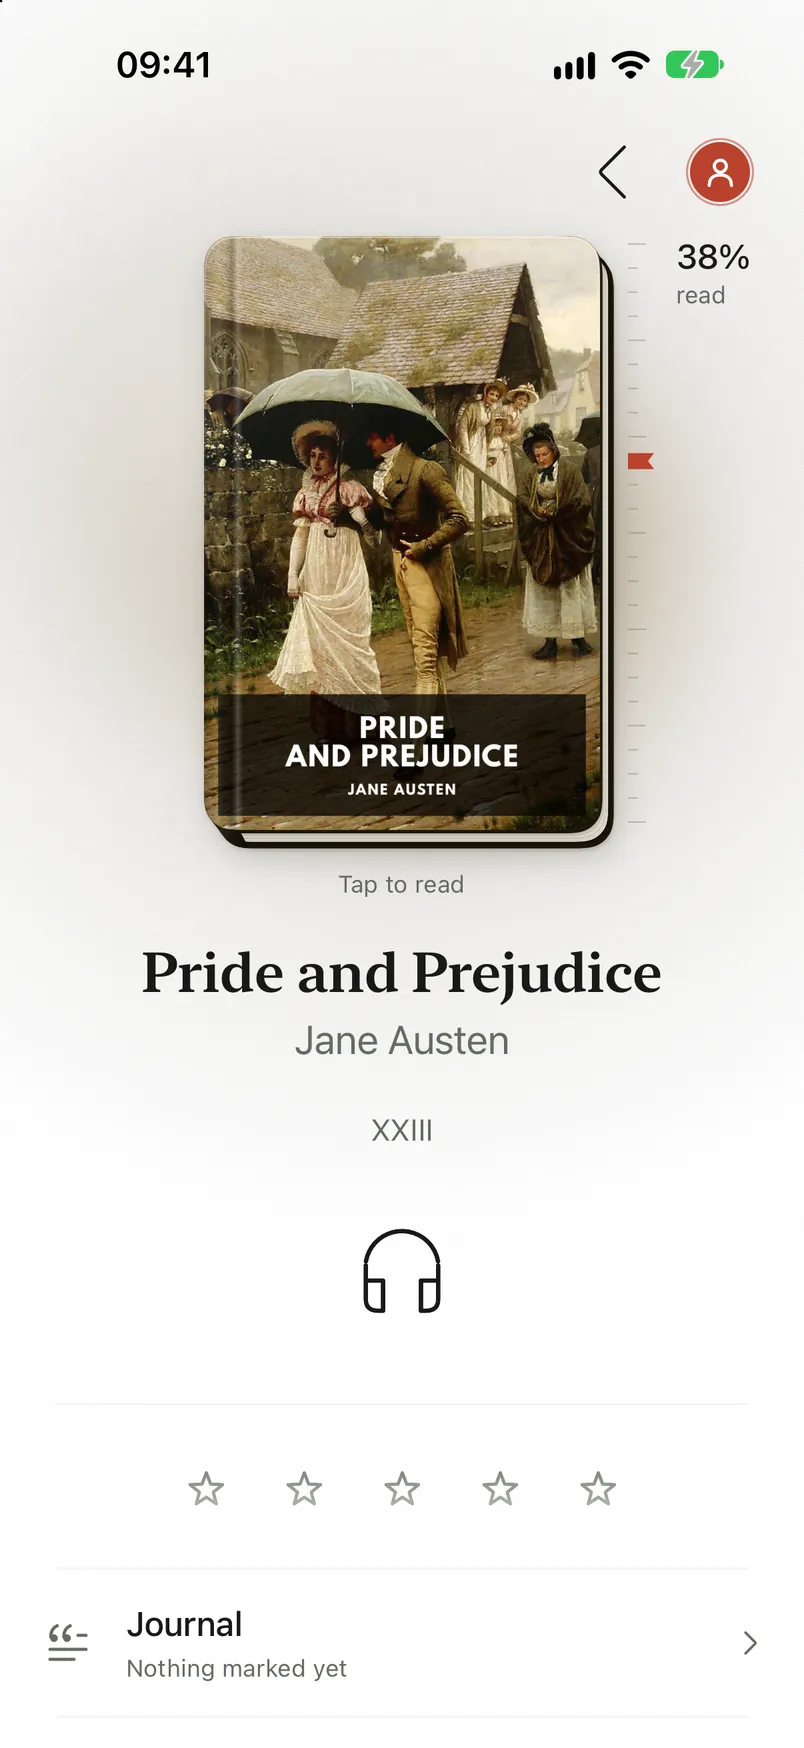 09:41
38%
read
PRIDE
AND PREJUDICE
JANE AUSTEN
Tap to read
Pride and Prejudice
Jane Austen
XXIII
Journal
Nothing marked yet